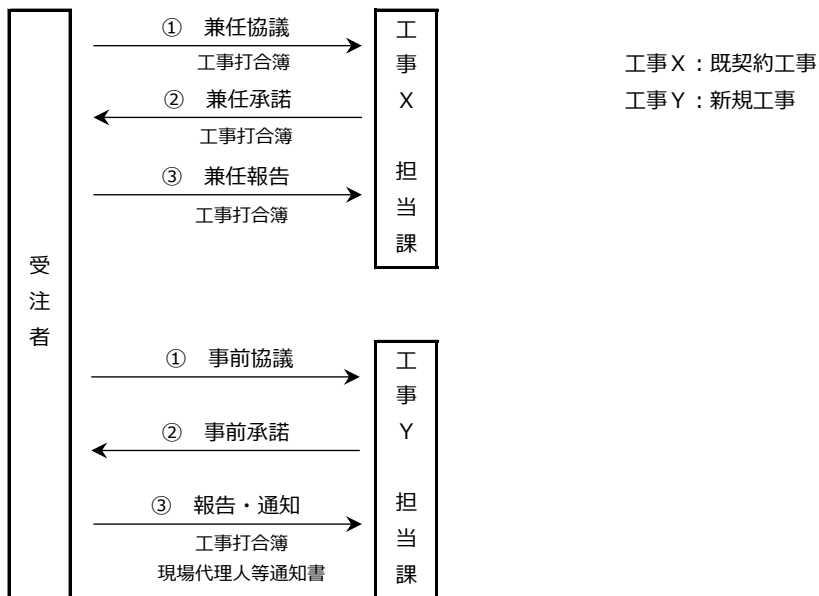 受注者
① 兼任協議
工事打合簿
② 兼任承諾
工事打合簿
③ 兼任報告
工事打合簿
工事X 担当課
工事X：既契約工事
工事Y：新規工事
① 事前協議
② 事前承諾
③ 報告・通知
工事打合簿
現場代理人等通知書
工事Y 担当課